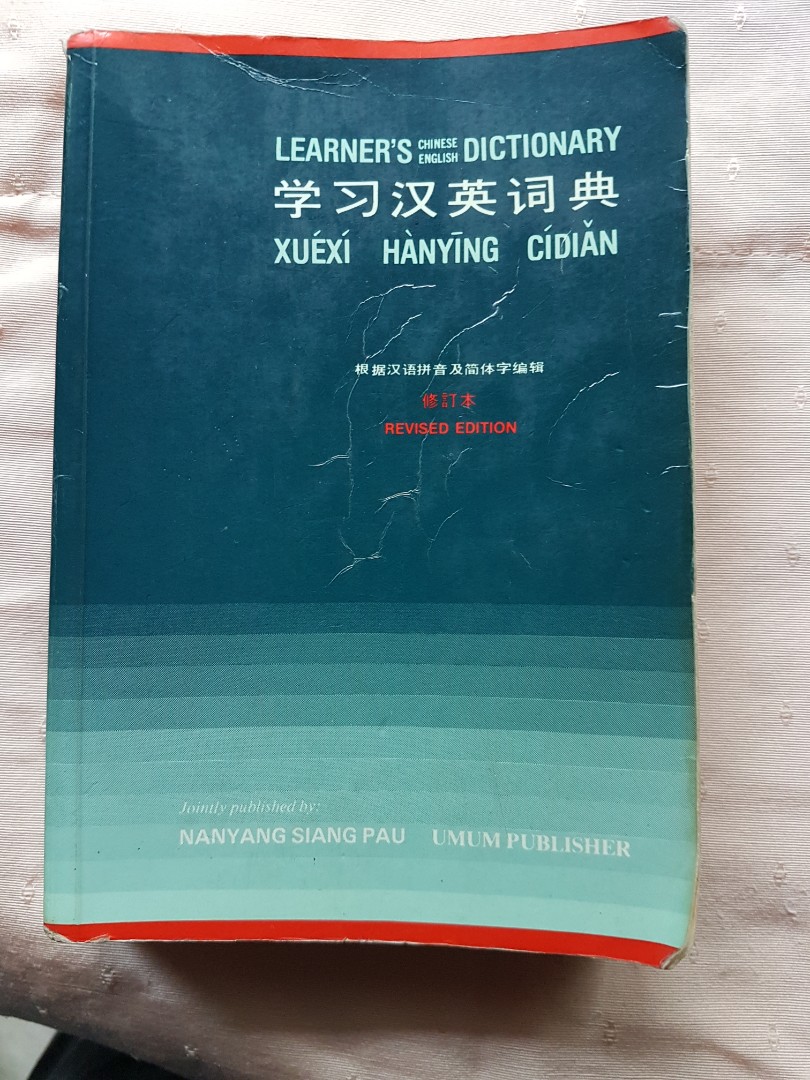 LEARNER'S CHINESE ENGLISH DICTIONARY
学习汉英词典
XUÉXÍ HÀNYĪNG CÍDIǍN
根据汉语拼音及简体字编辑
修訂本
REVISED EDITION
Jointly published by:
NANYANG SIANG PAU UMUM PUBLISHER